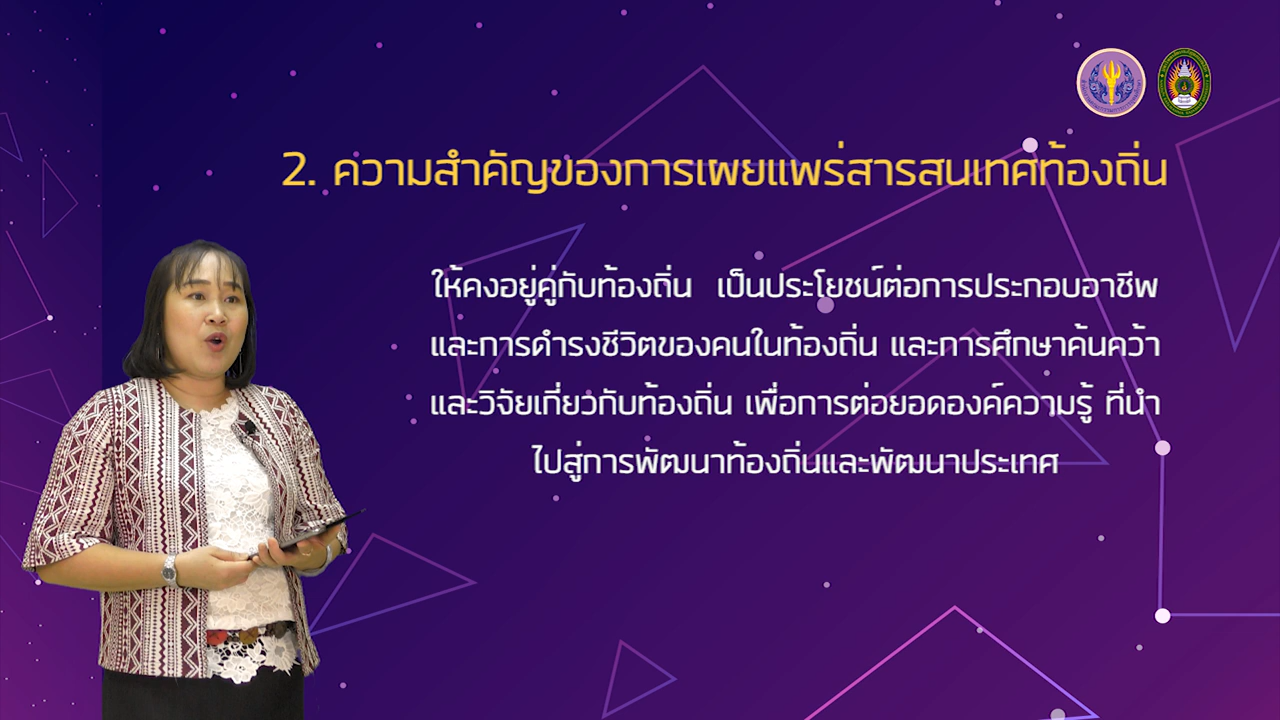 2. ความสำคัญของการเผยแพร่สารสนเทศท้องถิ่น
ให้คงอยู่คู่กับท้องถิ่น เป็นประโยชน์ต่อการประกอบอาชีพ
และการดำรงชีวิตของคนในท้องถิ่น และการศึกษาค้นคว้า
และวิจัยเกี่ยวกับท้องถิ่น เพื่อการต่อยอดองค์ความรู้ ที่นำ
ไปสู่การพัฒนาท้องถิ่นและพัฒนาประเทศ